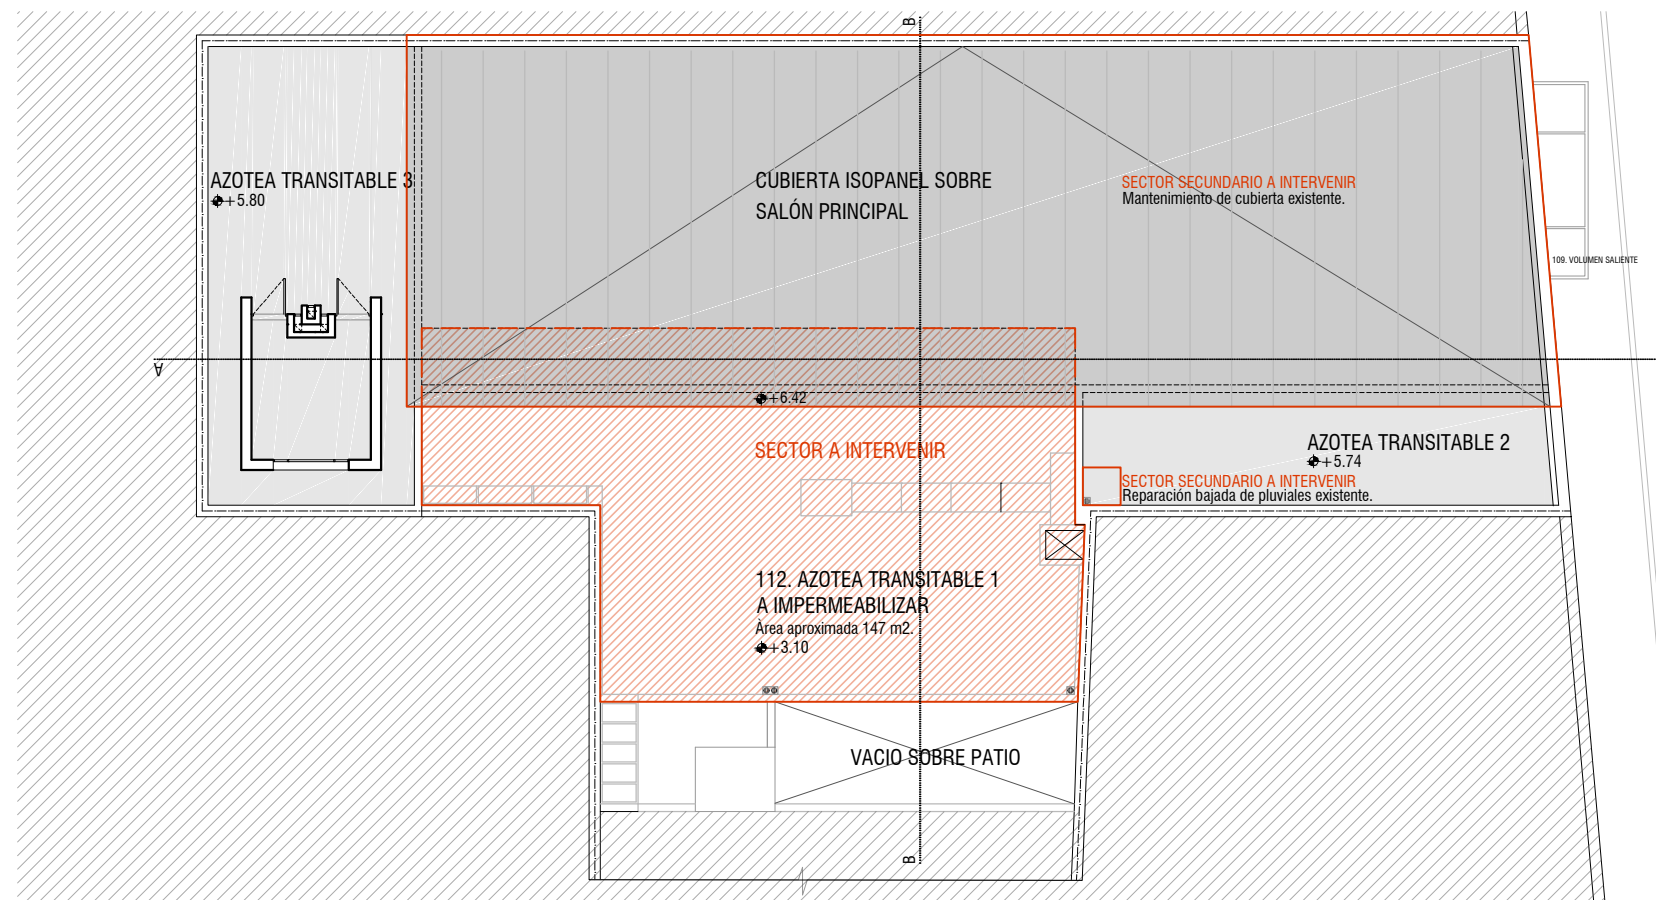 B
AZOTEA TRANSITABLE 3
+5.80
CUBIERTA ISOPANEL SOBRE
SALÓN PRINCIPAL
SECTOR SECUNDARIO A INTERVENIR
Mantenimiento de cubierta existente.
109. VOLUMEN SALIENTE
A
+6.42
SECTOR A INTERVENIR
AZOTEA TRANSITABLE 2
+5.74
SECTOR SECUNDARIO A INTERVENIR
Reparación bajada de pluviales existente.
112. AZOTEA TRANSITABLE 1
A IMPERMEABILIZAR
Àrea aproximada 147 m2.
+3.10
VACIO SOBRE PATIO
B